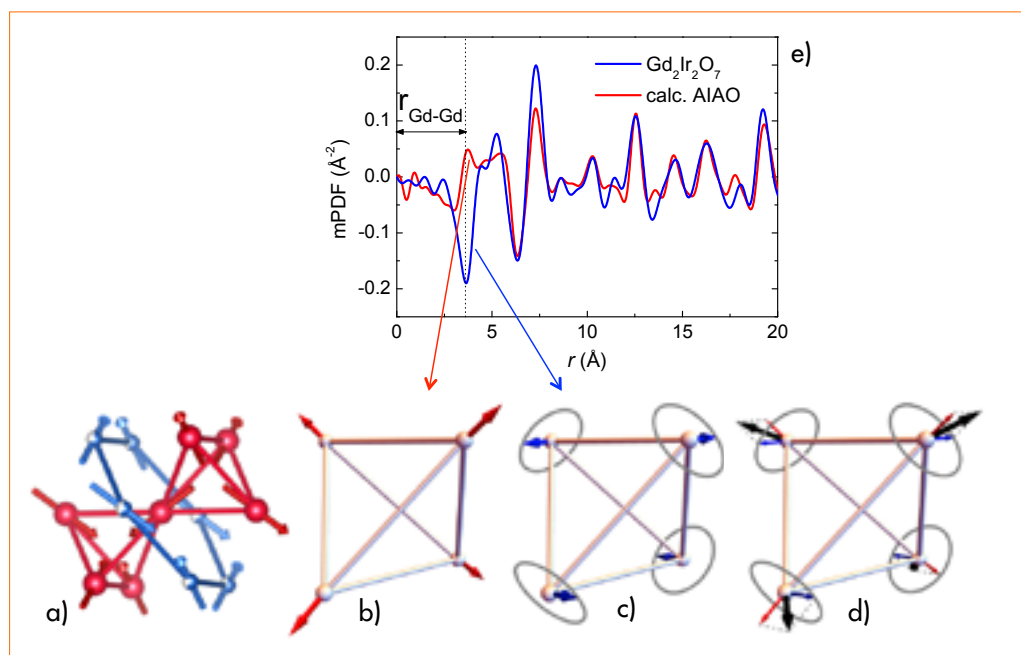 e)
0.2
0.1
0.0
-0.1
-0.2
mPDF (Å⁻²)
r Gd-Gd
Gd₂Ir₂O₇
calc. AIAO
0 5 10 15 20
r (Å)
a) b) c) d)